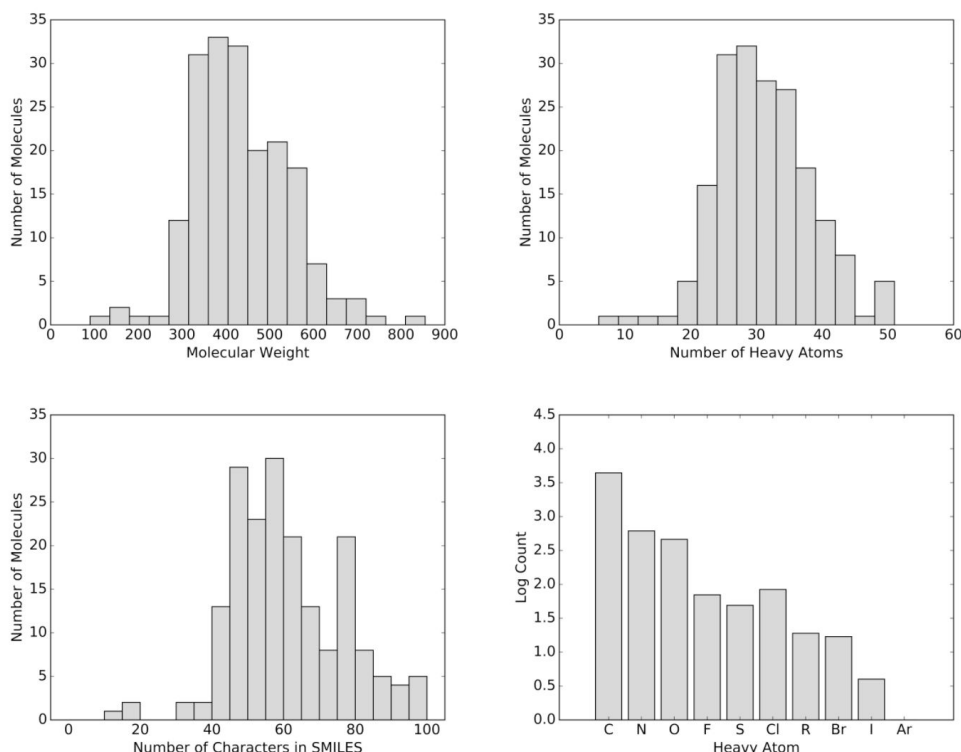 35
30
25
20
15
10
5
0
Number of Molecules
0 100 200 300 400 500 600 700 800 900
Molecular Weight
35
30
25
20
15
10
5
0
Number of Molecules
0 10 20 30 40 50 60
Number of Heavy Atoms
35
30
25
20
15
10
5
0
Number of Molecules
0 20 40 60 80 100
Number of Characters in SMILES
4.5
4.0
3.5
3.0
2.5
2.0
1.5
1.0
0.5
0.0
Log Count
C N O F S Cl R Br I Ar
Heavy Atom